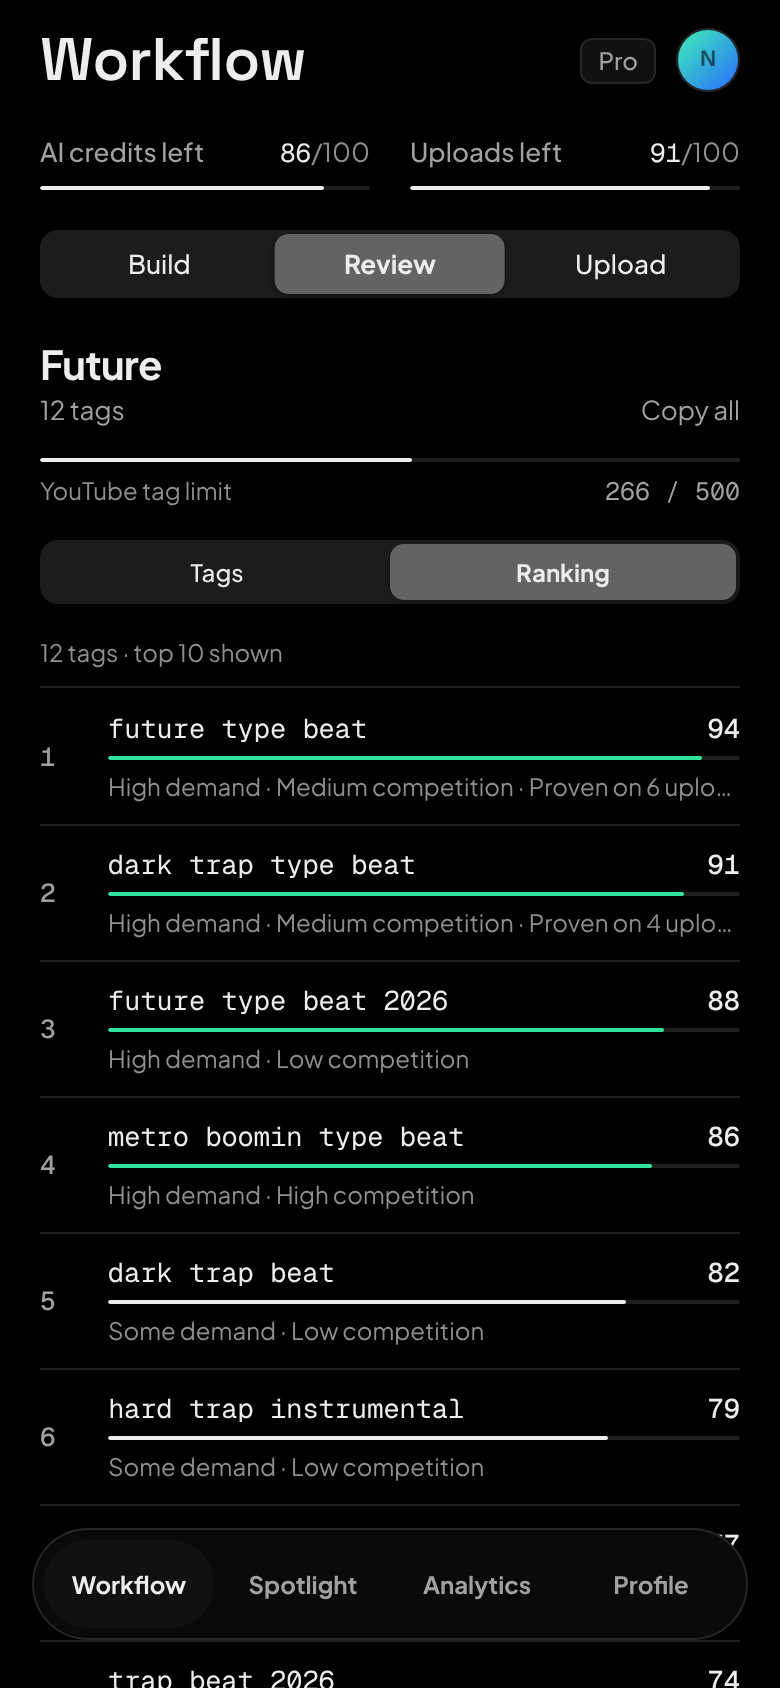 Workflow
Pro
N
AI credits left 86/100
Uploads left 91/100
Build Review Upload
Future
12 tags Copy all
YouTube tag limit 266 / 500
Tags Ranking
12 tags · top 10 shown
1 future type beat 94
High demand · Medium competition · Proven on 6 uplo...
2 dark trap type beat 91
High demand · Medium competition · Proven on 4 uplo...
3 future type beat 2026 88
High demand · Low competition
4 metro boomin type beat 86
High demand · High competition
5 dark trap beat 82
Some demand · Low competition
6 hard trap instrumental 79
Some demand · Low competition
Workflow Spotlight Analytics Profile
trap beat 2026 74